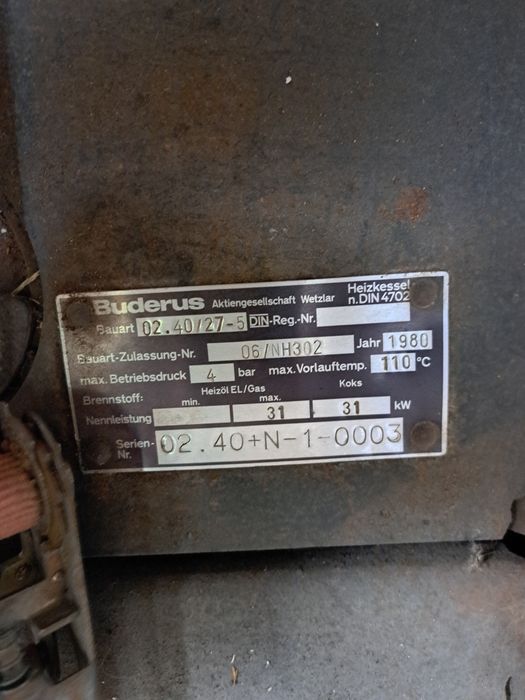 Buderus Aktiengesellschaft Wetzlar Heizkessel n. DIN 4702
Bauart 02.40/27-5 DIN-Reg.-Nr.
Bauart-Zulassung-Nr. 06/NH302 Jahr 1980
max. Betriebsdruck 4 bar max. Vorlauftemp. 110 °C
Brennstoff: Heizöl EL/Gas Koks
min. max.
Nennleistung 31 31 kW
Serien-Nr. 02.40+N-1-0003